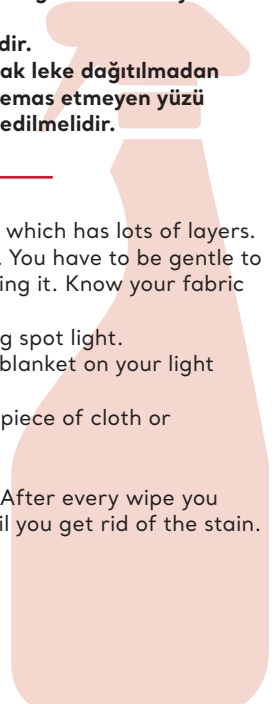 dir.
ak leke dağıtılmadan
emas etmeyen yüzü
edilmelidir.
which has lots of layers.
You have to be gentle to
ing it. Know your fabric
g spot light.
blanket on your light
piece of cloth or
After every wipe you
il you get rid of the stain.